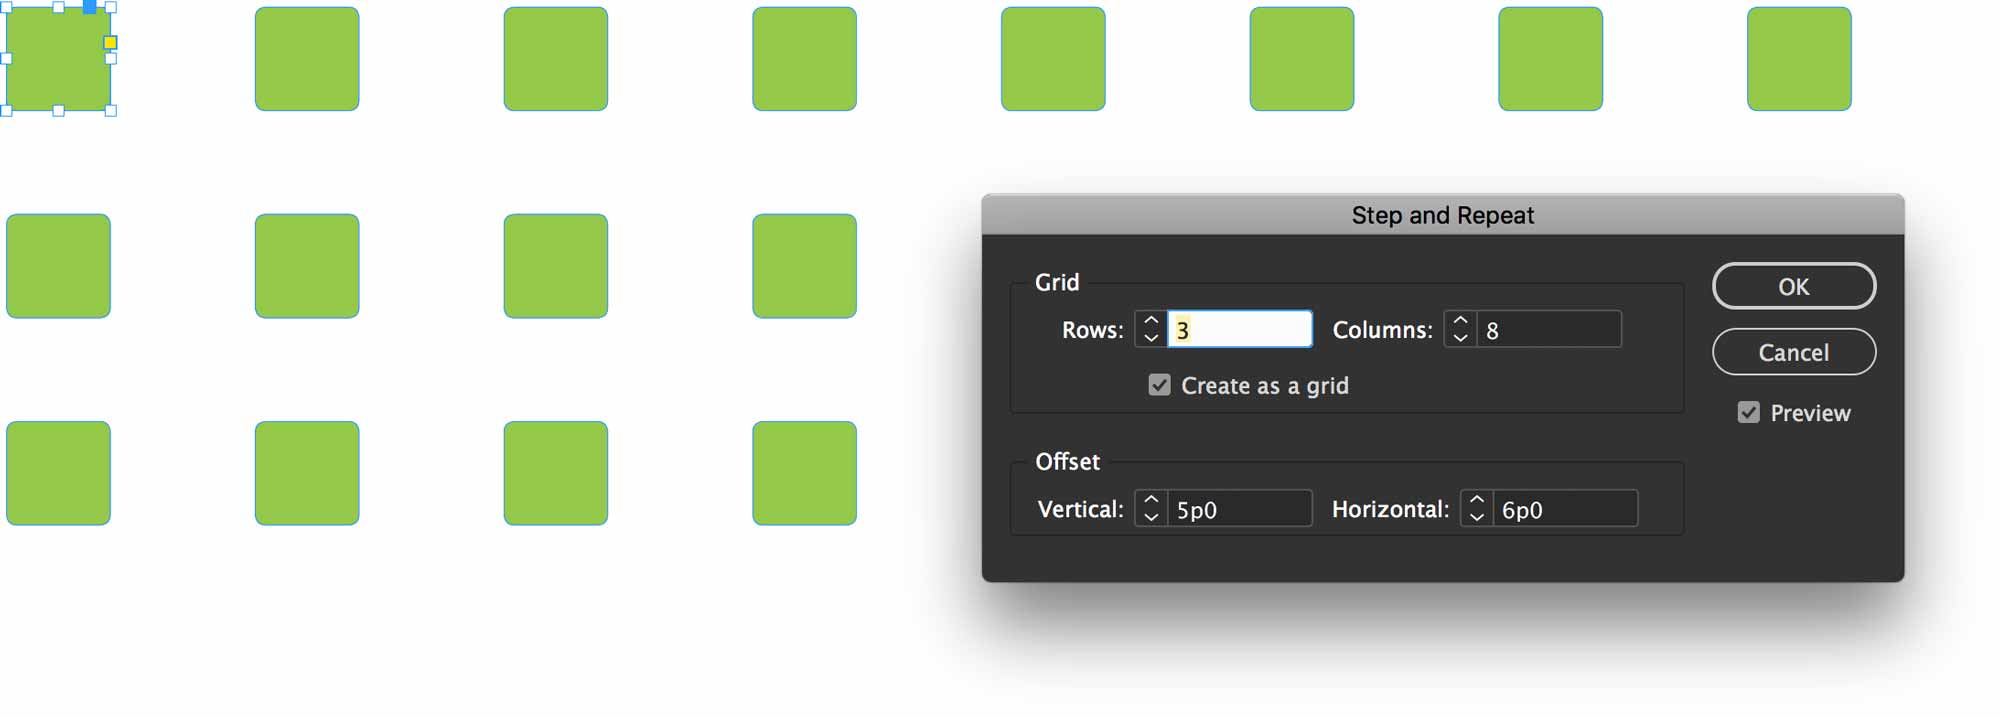 Step and Repeat
Grid
OK
Rows: 3 Columns: 8
Cancel
Create as a grid
Preview
Offset
Vertical: 5p0 Horizontal: 6p0